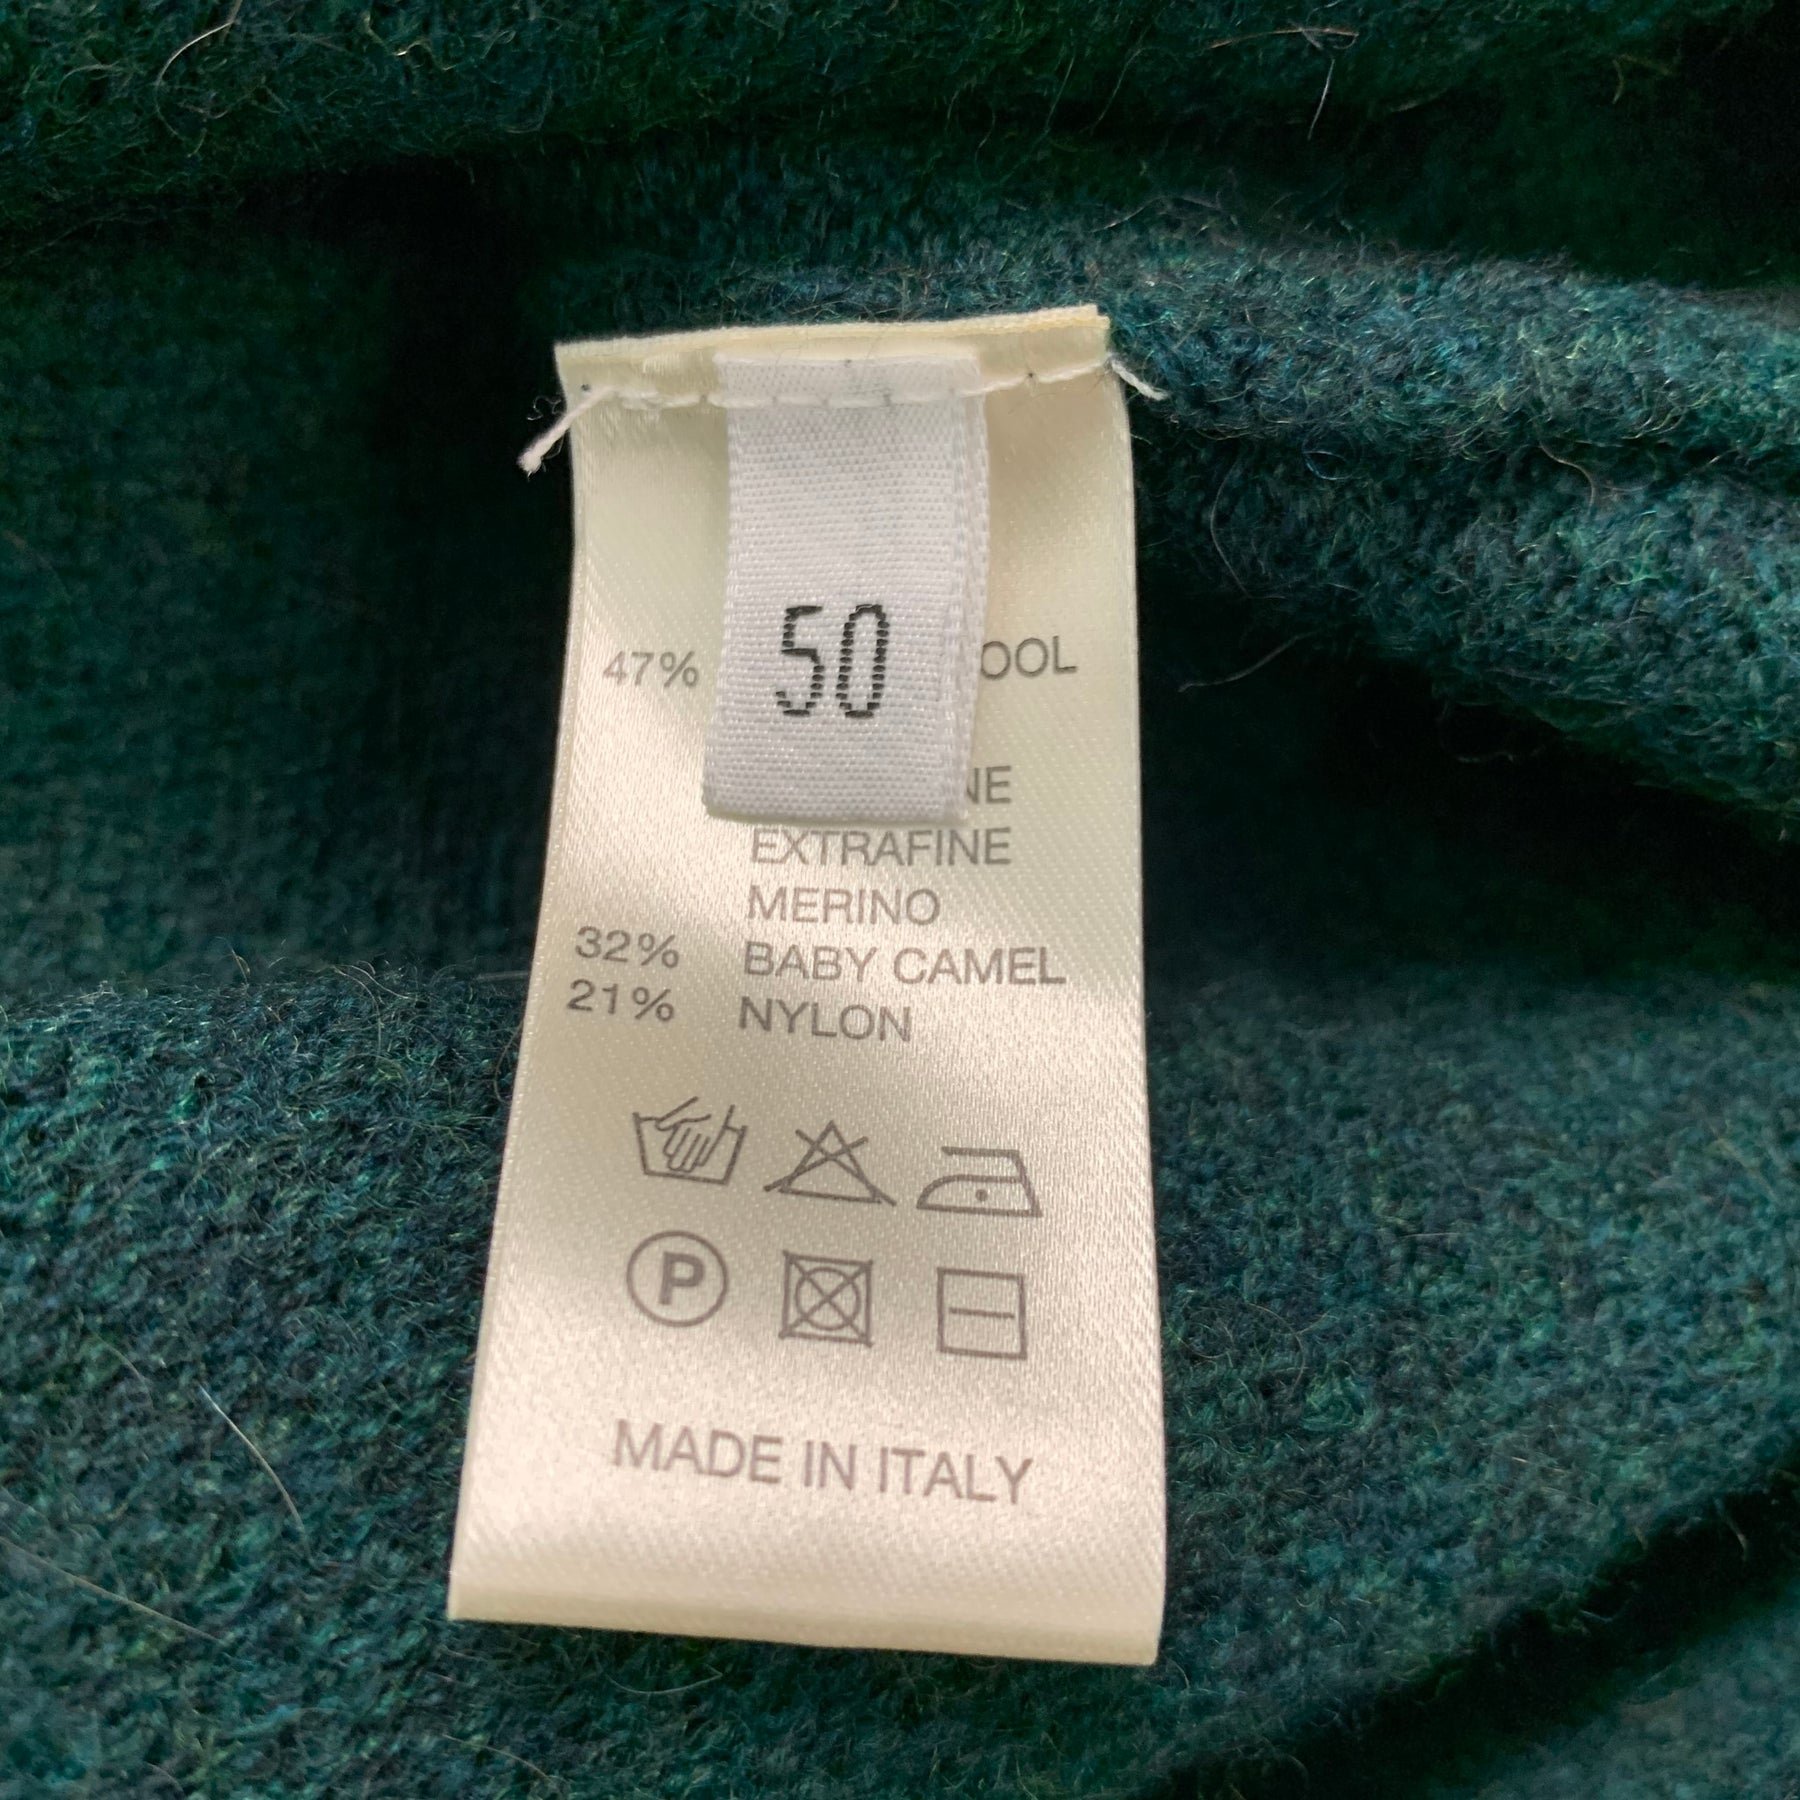 50
47%
EXTRAFINE
MERINO
32% BABY CAMEL
21% NYLON
P
MADE IN ITALY